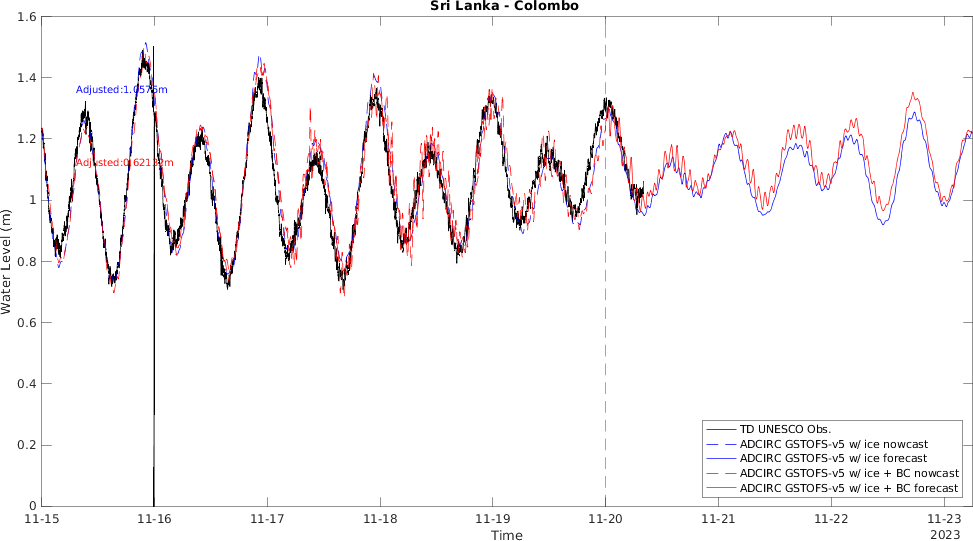 Sri Lanka - Colombo
1.6
1.4
1.2
1
0.8
0.6
0.4
0.2
0
Water Level (m)
11-15
11-16
11-17
11-18
11-19
11-20
11-21
11-22
11-23
2023
Time
TD UNESCO Obs.
ADCIRC GSTOFS-v5 w/ ice nowcast
ADCIRC GSTOFS-v5 w/ ice forecast
ADCIRC GSTOFS-v5 w/ ice + BC nowcast
ADCIRC GSTOFS-v5 w/ ice + BC forecast